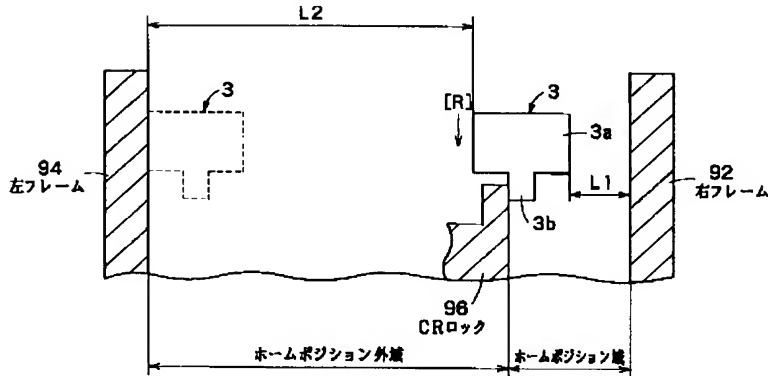 L2
3
[R]
3
3a
94
左フレーム
92
右フレーム
L1
3b
96
CRロック
ホームポジション外域
ホームポジション域